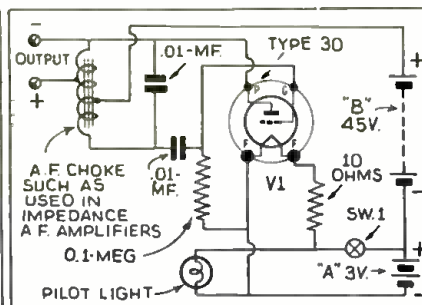 −
OUTPUT
+
.01-MF.
TYPE 30
P
G
F
F
V1
+
"B"
45V.
−
A.F. CHOKE
SUCH AS
USED IN
IMPEDANCE
A.F. AMPLIFIERS
.01-
MF.
10
OHMS
0.1-MEG
SW.1
PILOT LIGHT
+
"A" 3V.
−